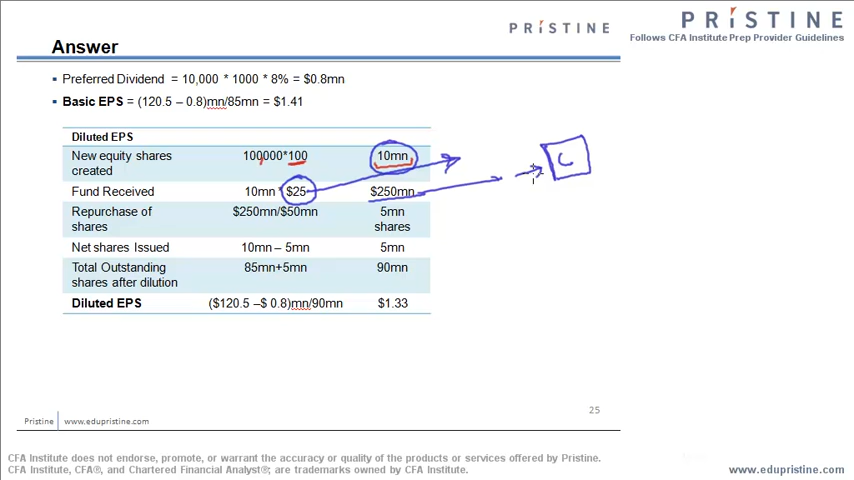 PRISTINE
PRISTINE
Follows CFA Institute Prep Provider Guidelines
Answer
Preferred Dividend = 10,000 * 1000 * 8% = $0.8mn
Basic EPS = (120.5 – 0.8)mn/85mn = $1.41
Diluted EPS
New equity shares created 100,000*100 10mn
Fund Received 10mn * $25 $250mn
Repurchase of shares $250mn/$50mn 5mn shares
Net shares Issued 10mn – 5mn 5mn
Total Outstanding shares after dilution 85mn+5mn 90mn
Diluted EPS ($120.5 –$ 0.8)mn/90mn $1.33
C
25
Pristine www.edupristine.com
CFA Institute does not endorse, promote, or warrant the accuracy or quality of the products or services offered by Pristine.
CFA Institute, CFA®, and Chartered Financial Analyst®; are trademarks owned by CFA Institute.
www.edupristine.com